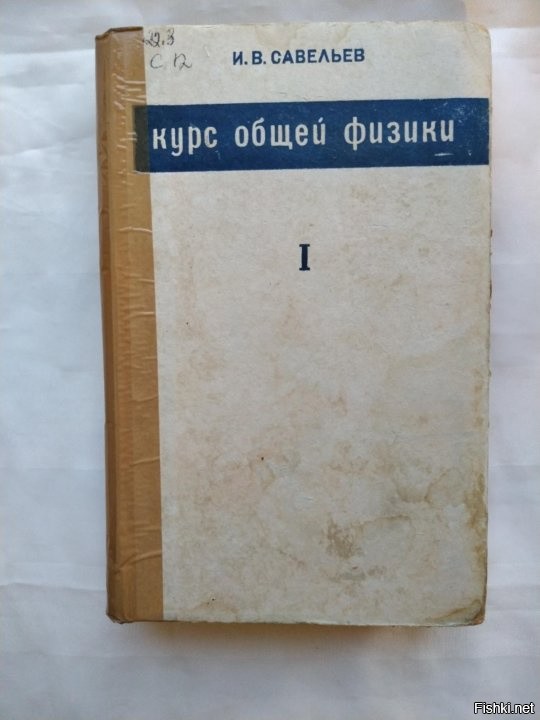 22.3
С 12
И. В. САВЕЛЬЕВ
курс общей физики
I
Fishki.net